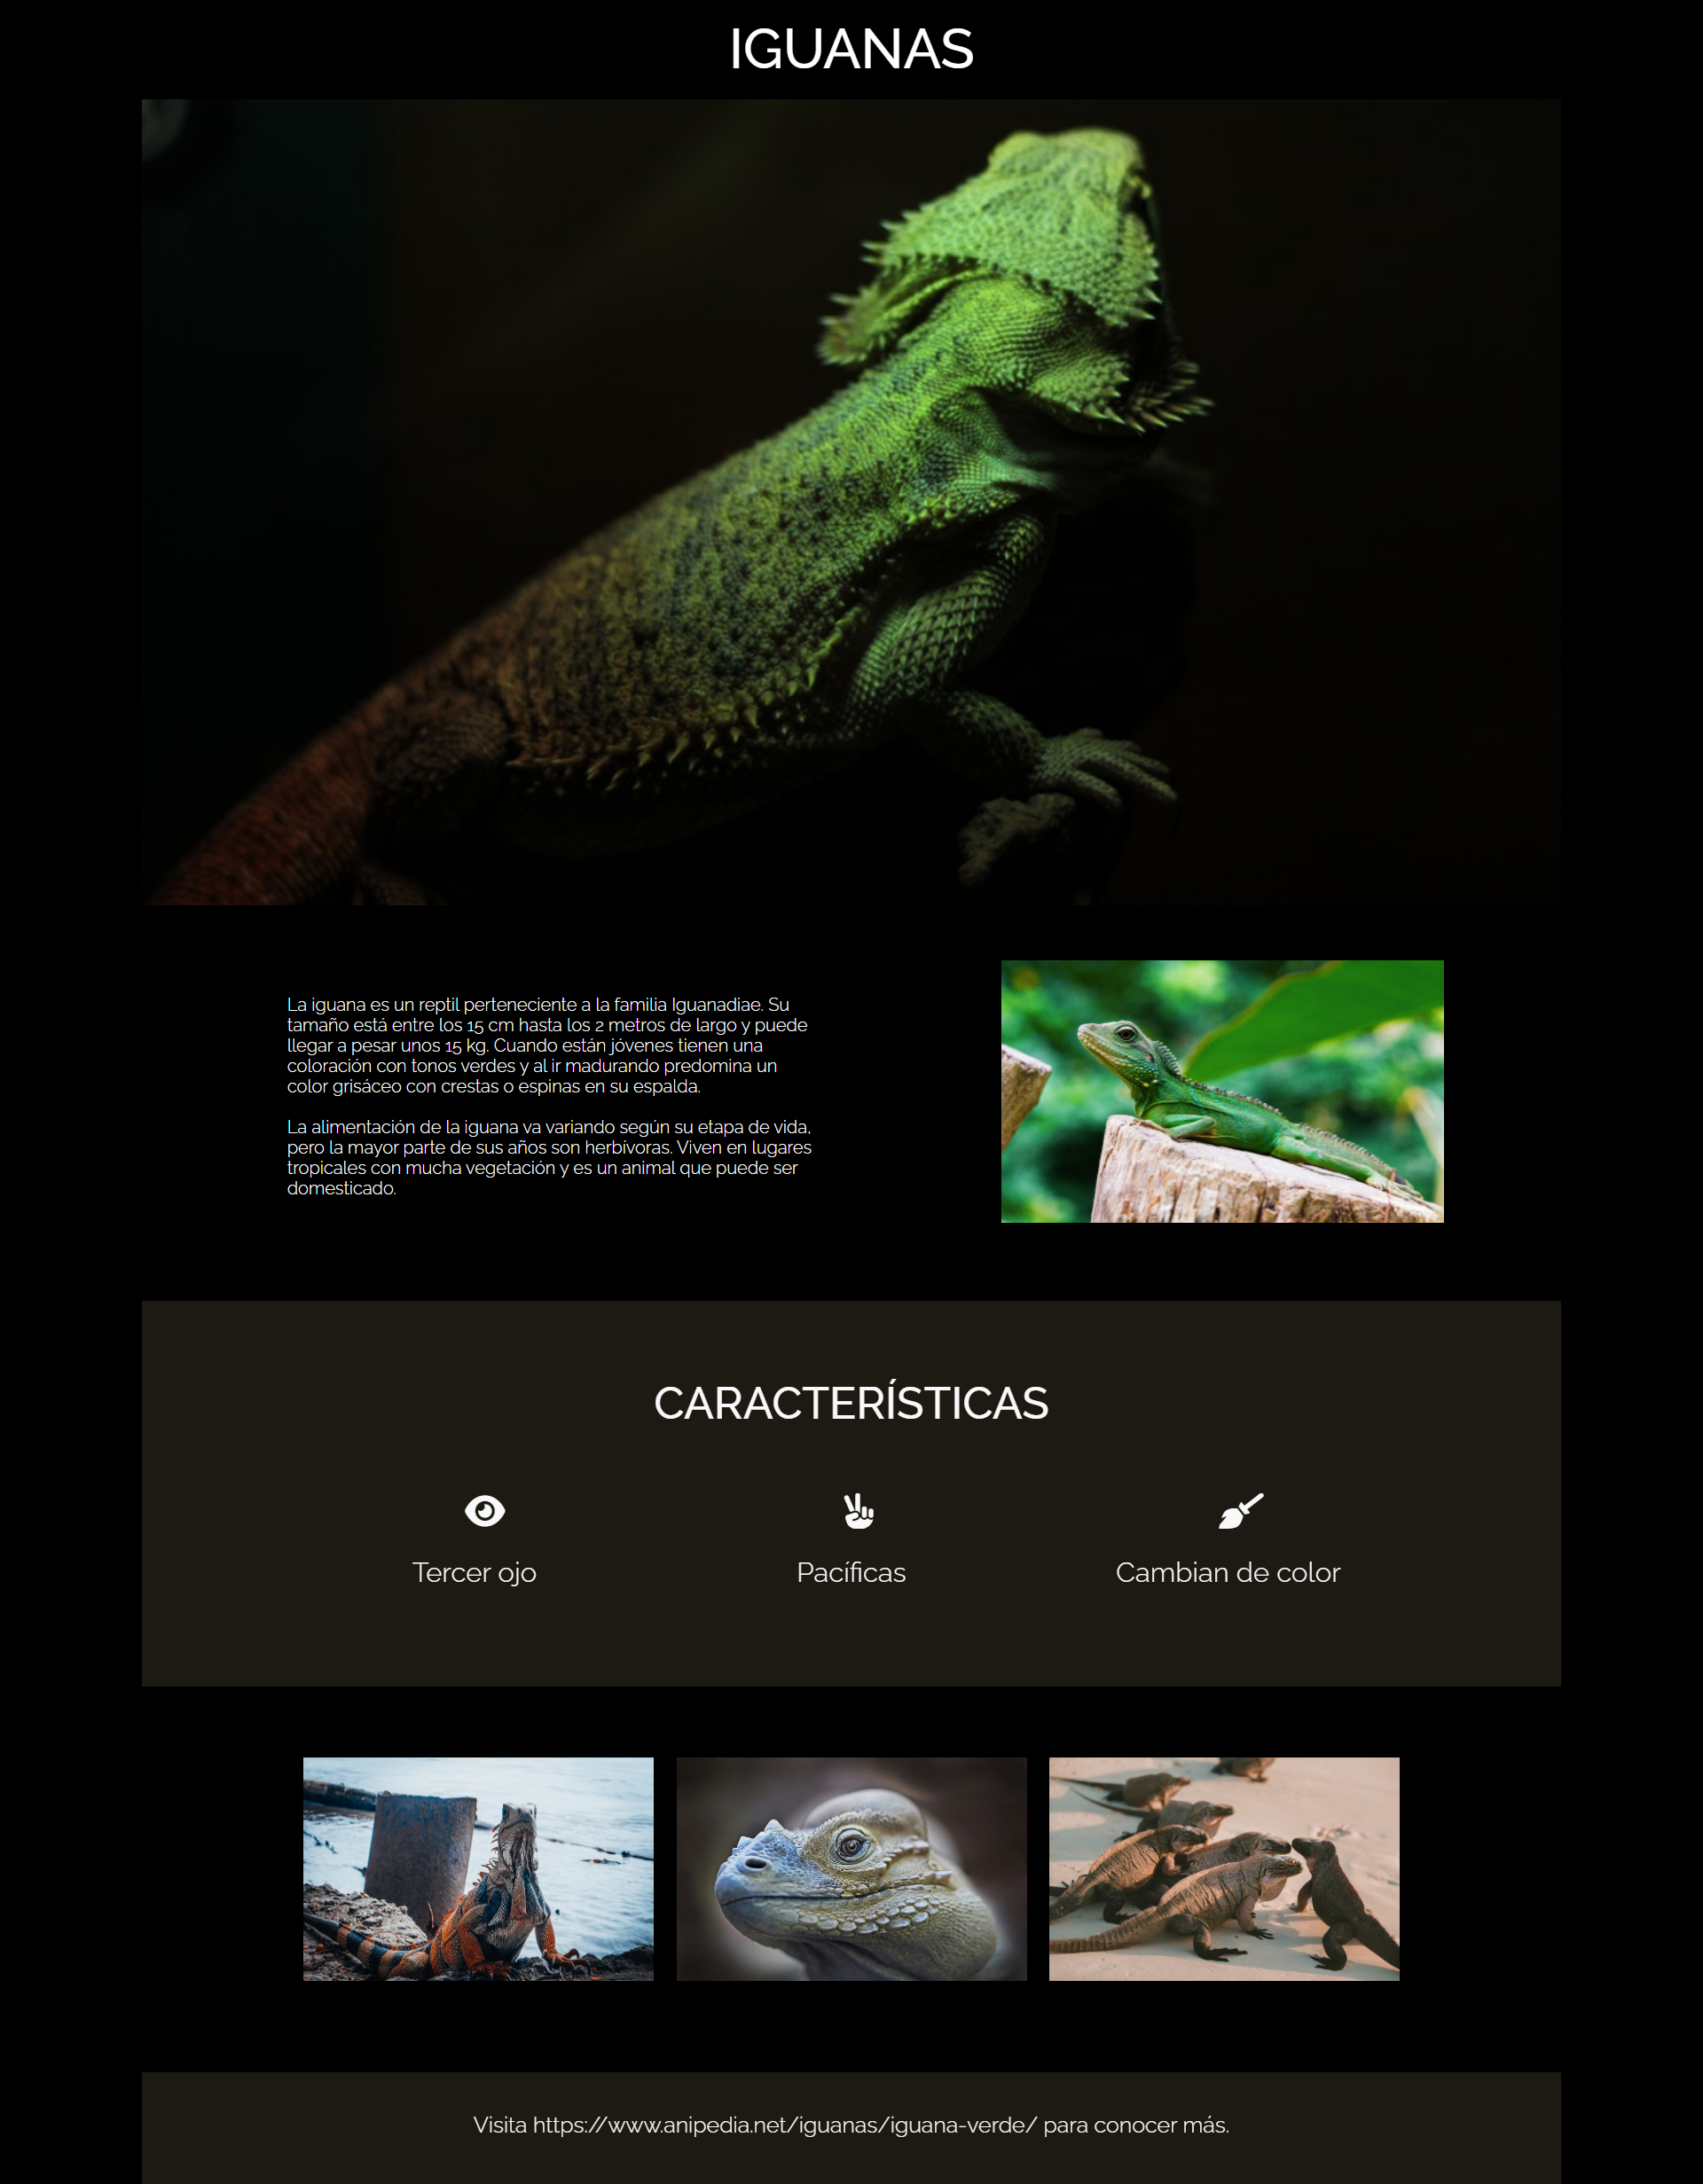 IGUANAS
La iguana es un reptil perteneciente a la familia Iguanadiae. Su
tamaño está entre los 15 cm hasta los 2 metros de largo y puede
llegar a pesar unos 15 kg. Cuando están jóvenes tienen una
coloración con tonos verdes y al ir madurando predomina un
color grisáceo con crestas o espinas en su espalda.
La alimentación de la iguana va variando según su etapa de vida,
pero la mayor parte de sus años son herbívoras. Viven en lugares
tropicales con mucha vegetación y es un animal que puede ser
domesticado.
CARACTERÍSTICAS
Tercer ojo
Pacíficas
Cambian de color
Visita https://www.anipedia.net/iguanas/iguana-verde/ para conocer más.